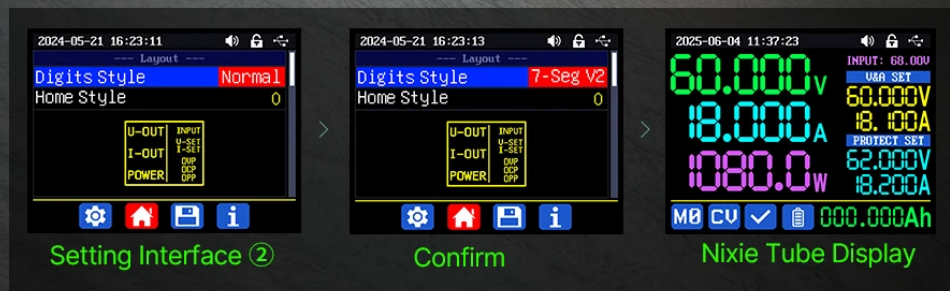 2024-05-21 16:23:11
--- Layout ---
Digits Style Normal
Home Style 0
U-OUT INPUT
V-SET
I-OUT I-SET
OVP
POWER OCP
OPP
Setting Interface ②
2024-05-21 16:23:13
--- Layout ---
Digits Style 7-Seg V2
Home Style 0
U-OUT INPUT
V-SET
I-OUT I-SET
OVP
POWER OCP
OPP
Confirm
2025-06-04 11:37:23
60.000V INPUT: 68.00V
V&A SET
60.000V
18.000A 18.100A
PROTECT SET
62.000V
1080.0W 18.200A
M0 CV 000.000Ah
Nixie Tube Display